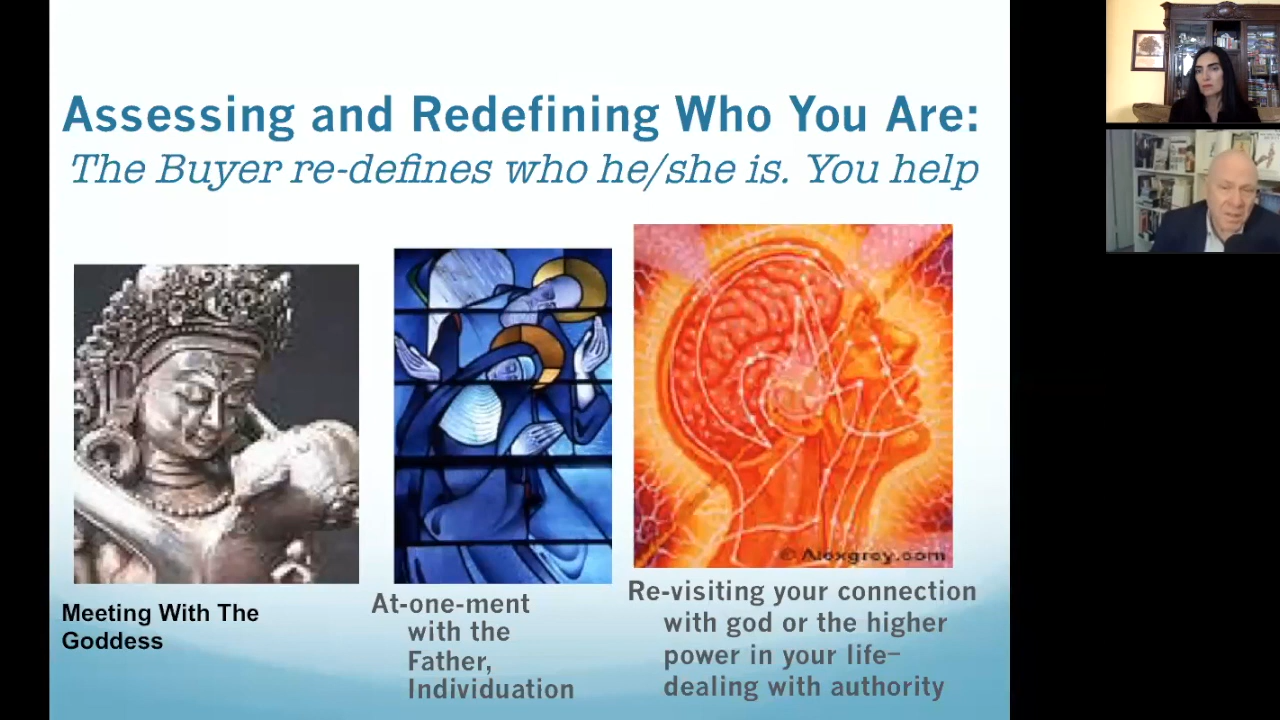 Assessing and Redefining Who You Are:
The Buyer re-defines who he/she is. You help
Meeting With The
Goddess
At-one-ment
with the
Father,
Individuation
© Alexgrey.com
Re-visiting your connection
with god or the higher
power in your life–
dealing with authority